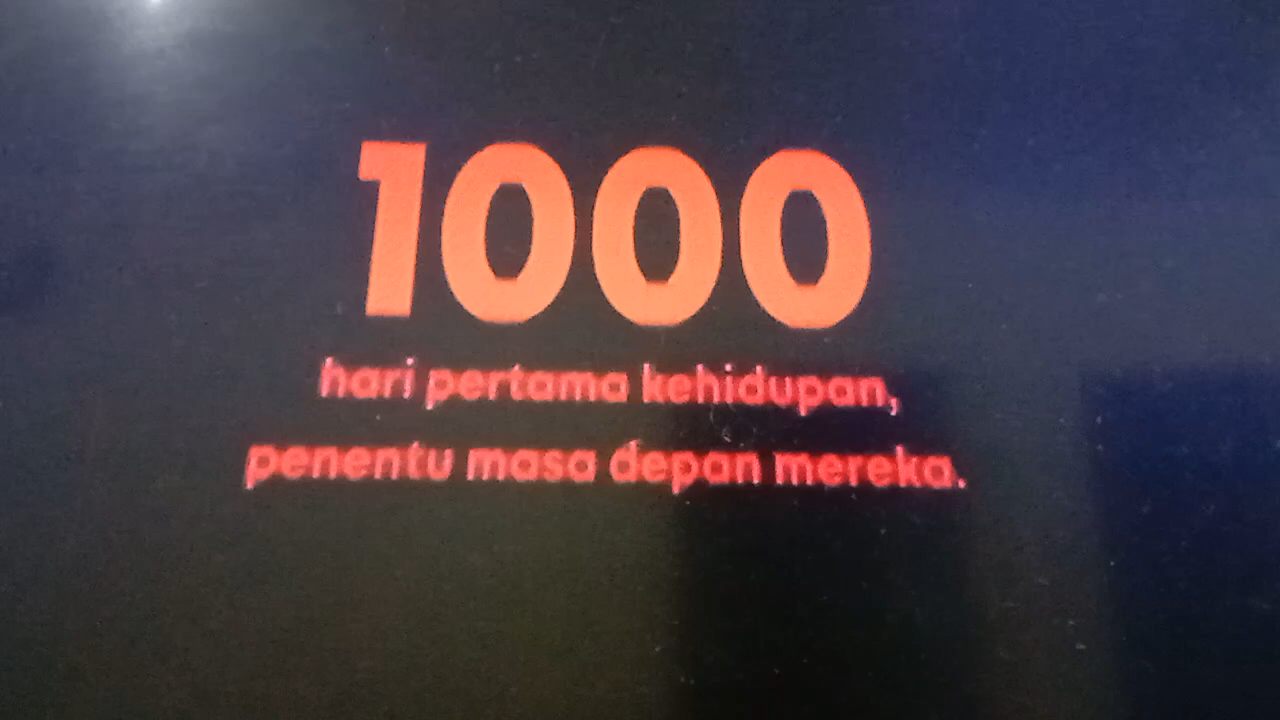 1000
hari pertama kehidupan,
penentu masa depan mereka.